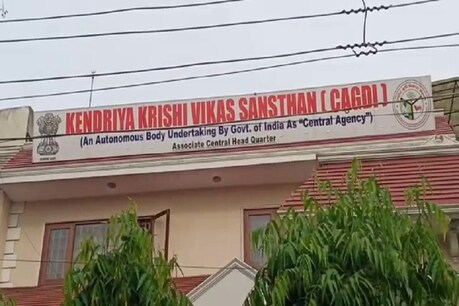 KENDRIYA KRISHI VIKAS SANSTHAN [ CAGDI ]
(An Autonomous Body Undertaking By Govt. of India As "Central Agency")
Associate Central Head Quarter